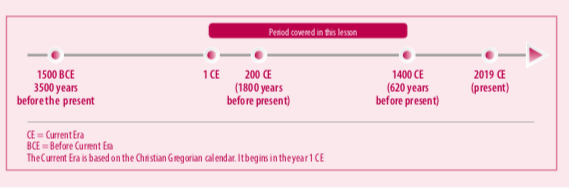 Period covered in this lesson
1500 BCE
3500 years
before the present
1 CE
200 CE
(1800 years
before present)
1400 CE
(620 years
before present)
2019 CE
(present)
CE = Current Era
BCE = Before Current Era
The Current Era is based on the Christian Gregorian calendar. It begins in the year 1 CE